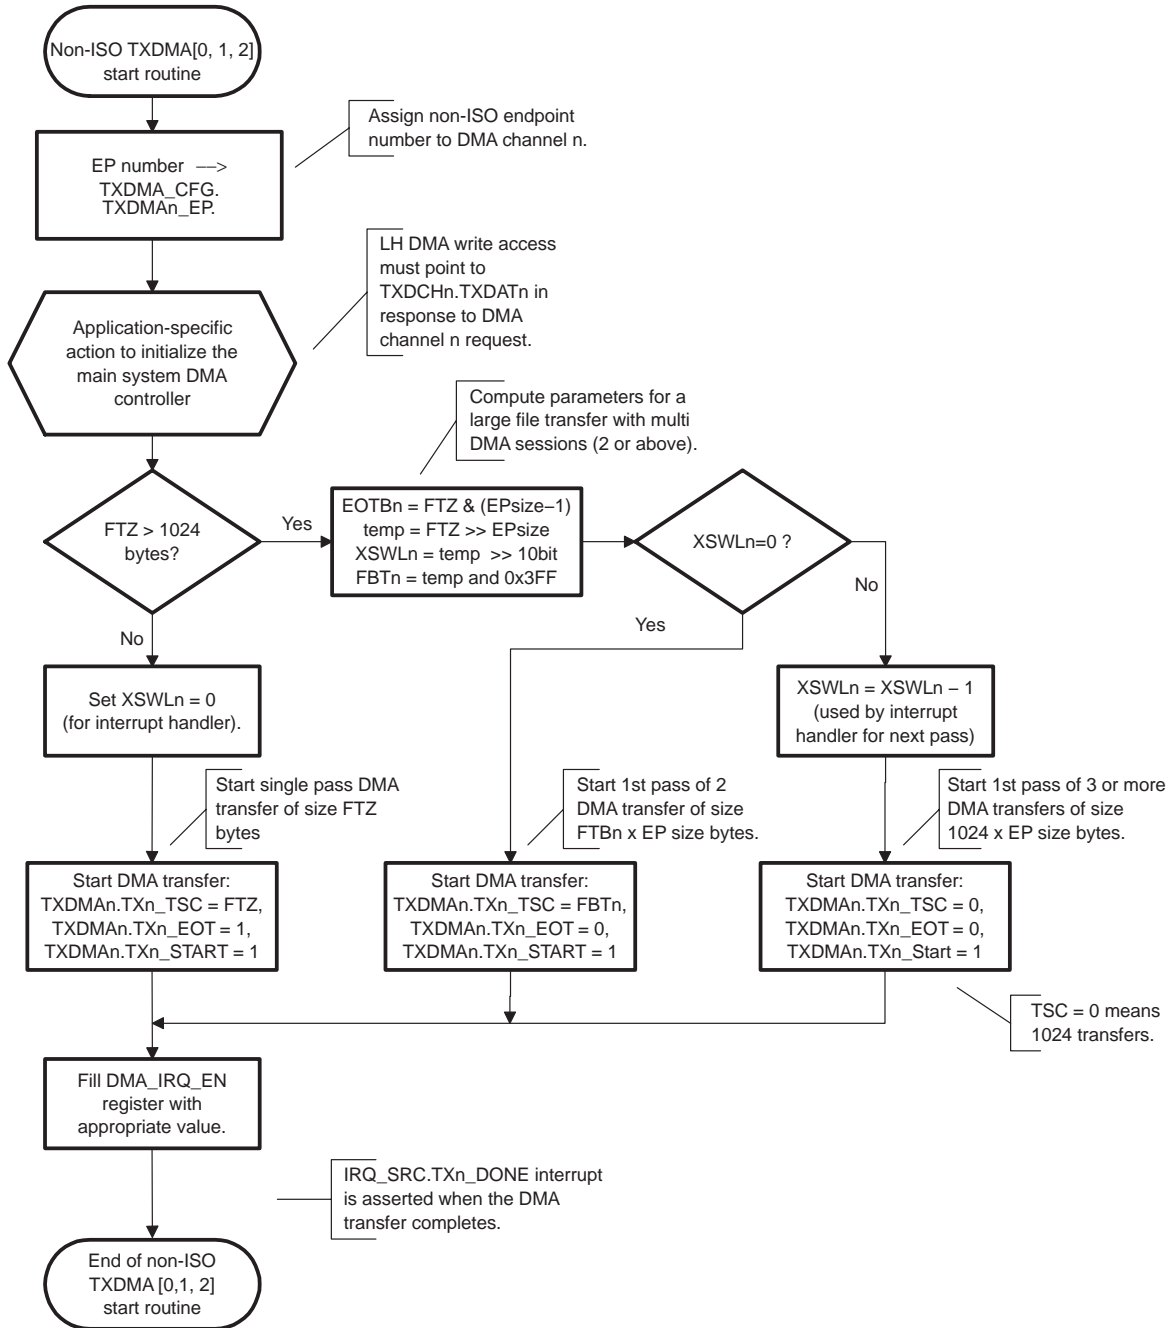 Non-ISO TXDMA[0, 1, 2]
start routine
Assign non-ISO endpoint
number to DMA channel n.
EP number −−>
TXDMA_CFG.
TXDMAn_EP.
LH DMA write access
must point to
TXDCHn.TXDATn in
response to DMA
channel n request.
Application-specific
action to initialize the
main system DMA
controller
Compute parameters for a
large file transfer with multi
DMA sessions (2 or above).
FTZ > 1024
bytes?
Yes
EOTBn = FTZ & (EPsize−1)
temp = FTZ >> EPsize
XSWLn = temp >> 10bit
FBTn = temp and 0x3FF
XSWLn=0 ?
No
Yes
No
Set XSWLn = 0
(for interrupt handler).
XSWLn = XSWLn − 1
(used by interrupt
handler for next pass)
Start single pass DMA
transfer of size FTZ
bytes
Start 1st pass of 2
DMA transfer of size
FTBn x EP size bytes.
Start 1st pass of 3 or more
DMA transfers of size
1024 x EP size bytes.
Start DMA transfer:
TXDMAn.TXn_TSC = FTZ,
TXDMAn.TXn_EOT = 1,
TXDMAn.TXn_START = 1
Start DMA transfer:
TXDMAn.TXn_TSC = FBTn,
TXDMAn.TXn_EOT = 0,
TXDMAn.TXn_START = 1
Start DMA transfer:
TXDMAn.TXn_TSC = 0,
TXDMAn.TXn_EOT = 0,
TXDMAn.TXn_Start = 1
TSC = 0 means
1024 transfers.
Fill DMA_IRQ_EN
register with
appropriate value.
IRQ_SRC.TXn_DONE interrupt
is asserted when the DMA
transfer completes.
End of non-ISO
TXDMA [0,1, 2]
start routine